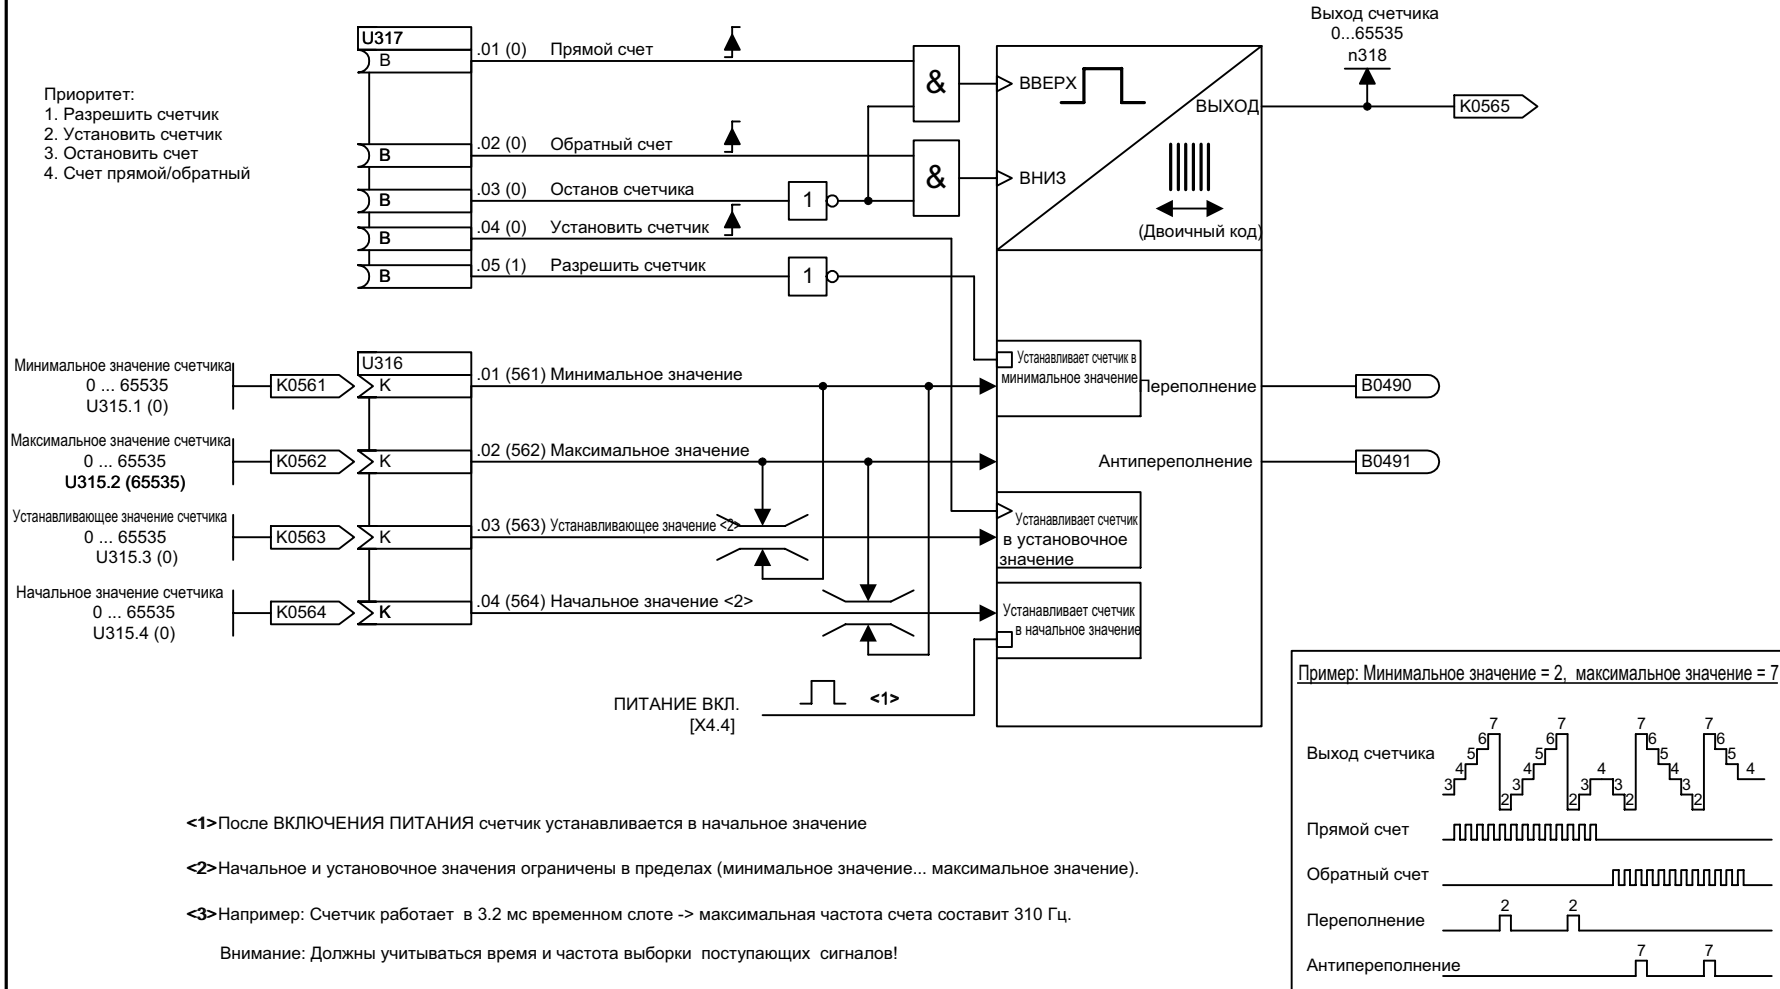 Выход счетчика
0...65535
n318
K0565
U317
B
.01 (0) Прямой счет
&
ВВЕРХ
ВЫХОД
Приоритет:
1. Разрешить счетчик
2. Установить счетчик
3. Остановить счет
4. Счет прямой/обратный
B
.02 (0) Обратный счет
&
ВНИЗ
B
.03 (0) Останов счетчика
1
B
.04 (0) Установить счетчик
(Двоичный код)
B
.05 (1) Разрешить счетчик
1
Минимальное значение счетчика
0 ... 65535
U315.1 (0)
K0561
U316
K
.01 (561) Минимальное значение
Устанавливает счетчик в
минимальное значение
Переполнение
B0490
Максимальное значение счетчика
0 ... 65535
U315.2 (65535)
K0562
K
.02 (562) Максимальное значение
Антипереполнение
B0491
Устанавливающее значение счетчика
0 ... 65535
U315.3 (0)
K0563
K
.03 (563) Устанавливающее значение <2>
Устанавливает счетчик
в установочное
значение
Начальное значение счетчика
0 ... 65535
U315.4 (0)
K0564
K
.04 (564) Начальное значение <2>
Устанавливает счетчик
в начальное значение
ПИТАНИЕ ВКЛ.
[X4.4]
<1>
<1>После ВКЛЮЧЕНИЯ ПИТАНИЯ счетчик устанавливается в начальное значение
<2>Начальное и установочное значения ограничены в пределах (минимальное значение... максимальное значение).
<3>Например: Счетчик работает в 3.2 мс временном слоте -> максимальная частота счета составит 310 Гц.
Внимание: Должны учитываться время и частота выборки поступающих сигналов!
Пример: Минимальное значение = 2, максимальное значение = 7
Выход счетчика
3 4 5 6 7 2 3 4 5 6 7 2 3 4 3 2 7 6 5 4 3 2 7 6 5 4
Прямой счет
Обратный счет
Переполнение
2 2
Антипереполнение
7 7